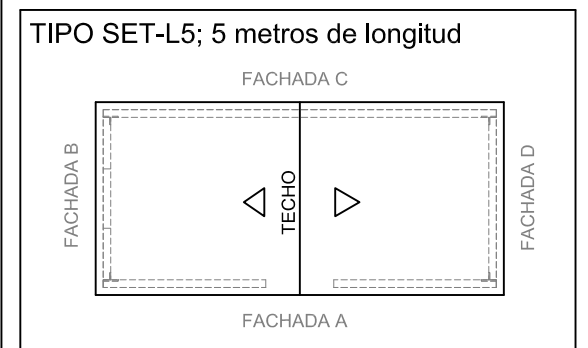 TIPO SET-L5; 5 metros de longitud
FACHADA C
FACHADA B
TECHO
FACHADA D
FACHADA A